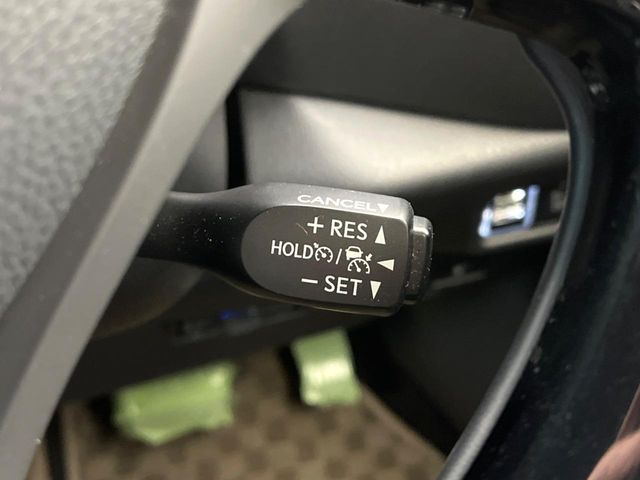 CANCEL▼
+ RES ▲
HOLD / ◀
− SET ▼